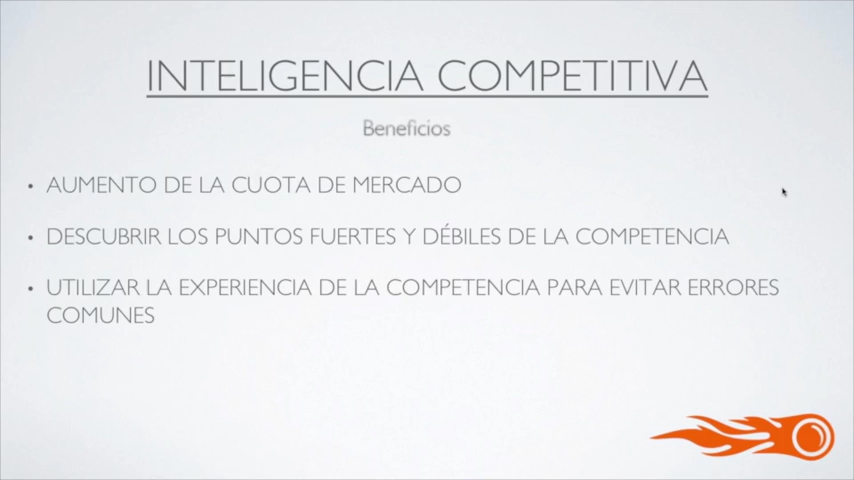 INTELIGENCIA COMPETITIVA
Beneficios
• AUMENTO DE LA CUOTA DE MERCADO
• DESCUBRIR LOS PUNTOS FUERTES Y DÉBILES DE LA COMPETENCIA
• UTILIZAR LA EXPERIENCIA DE LA COMPETENCIA PARA EVITAR ERRORES
COMUNES